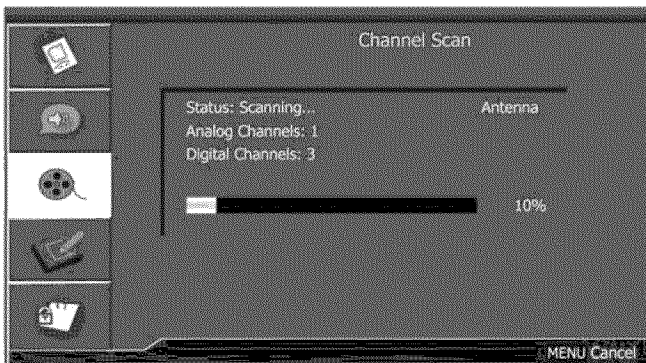 Channel Scan
Status: Scanning... Antenna
Analog Channels: 1
Digital Channels: 3
10%
MENU Cancel